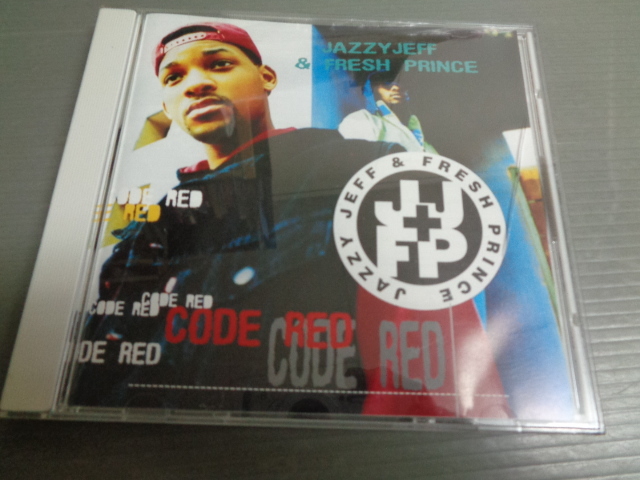 JAZZYJEFF
& FRESH PRINCE
JAZZY JEFF & FRESH PRINCE
JJ
+
FP
CODE RED
RED
CODE RED
CODE RED
CODE RED
CODE RED
DE RED